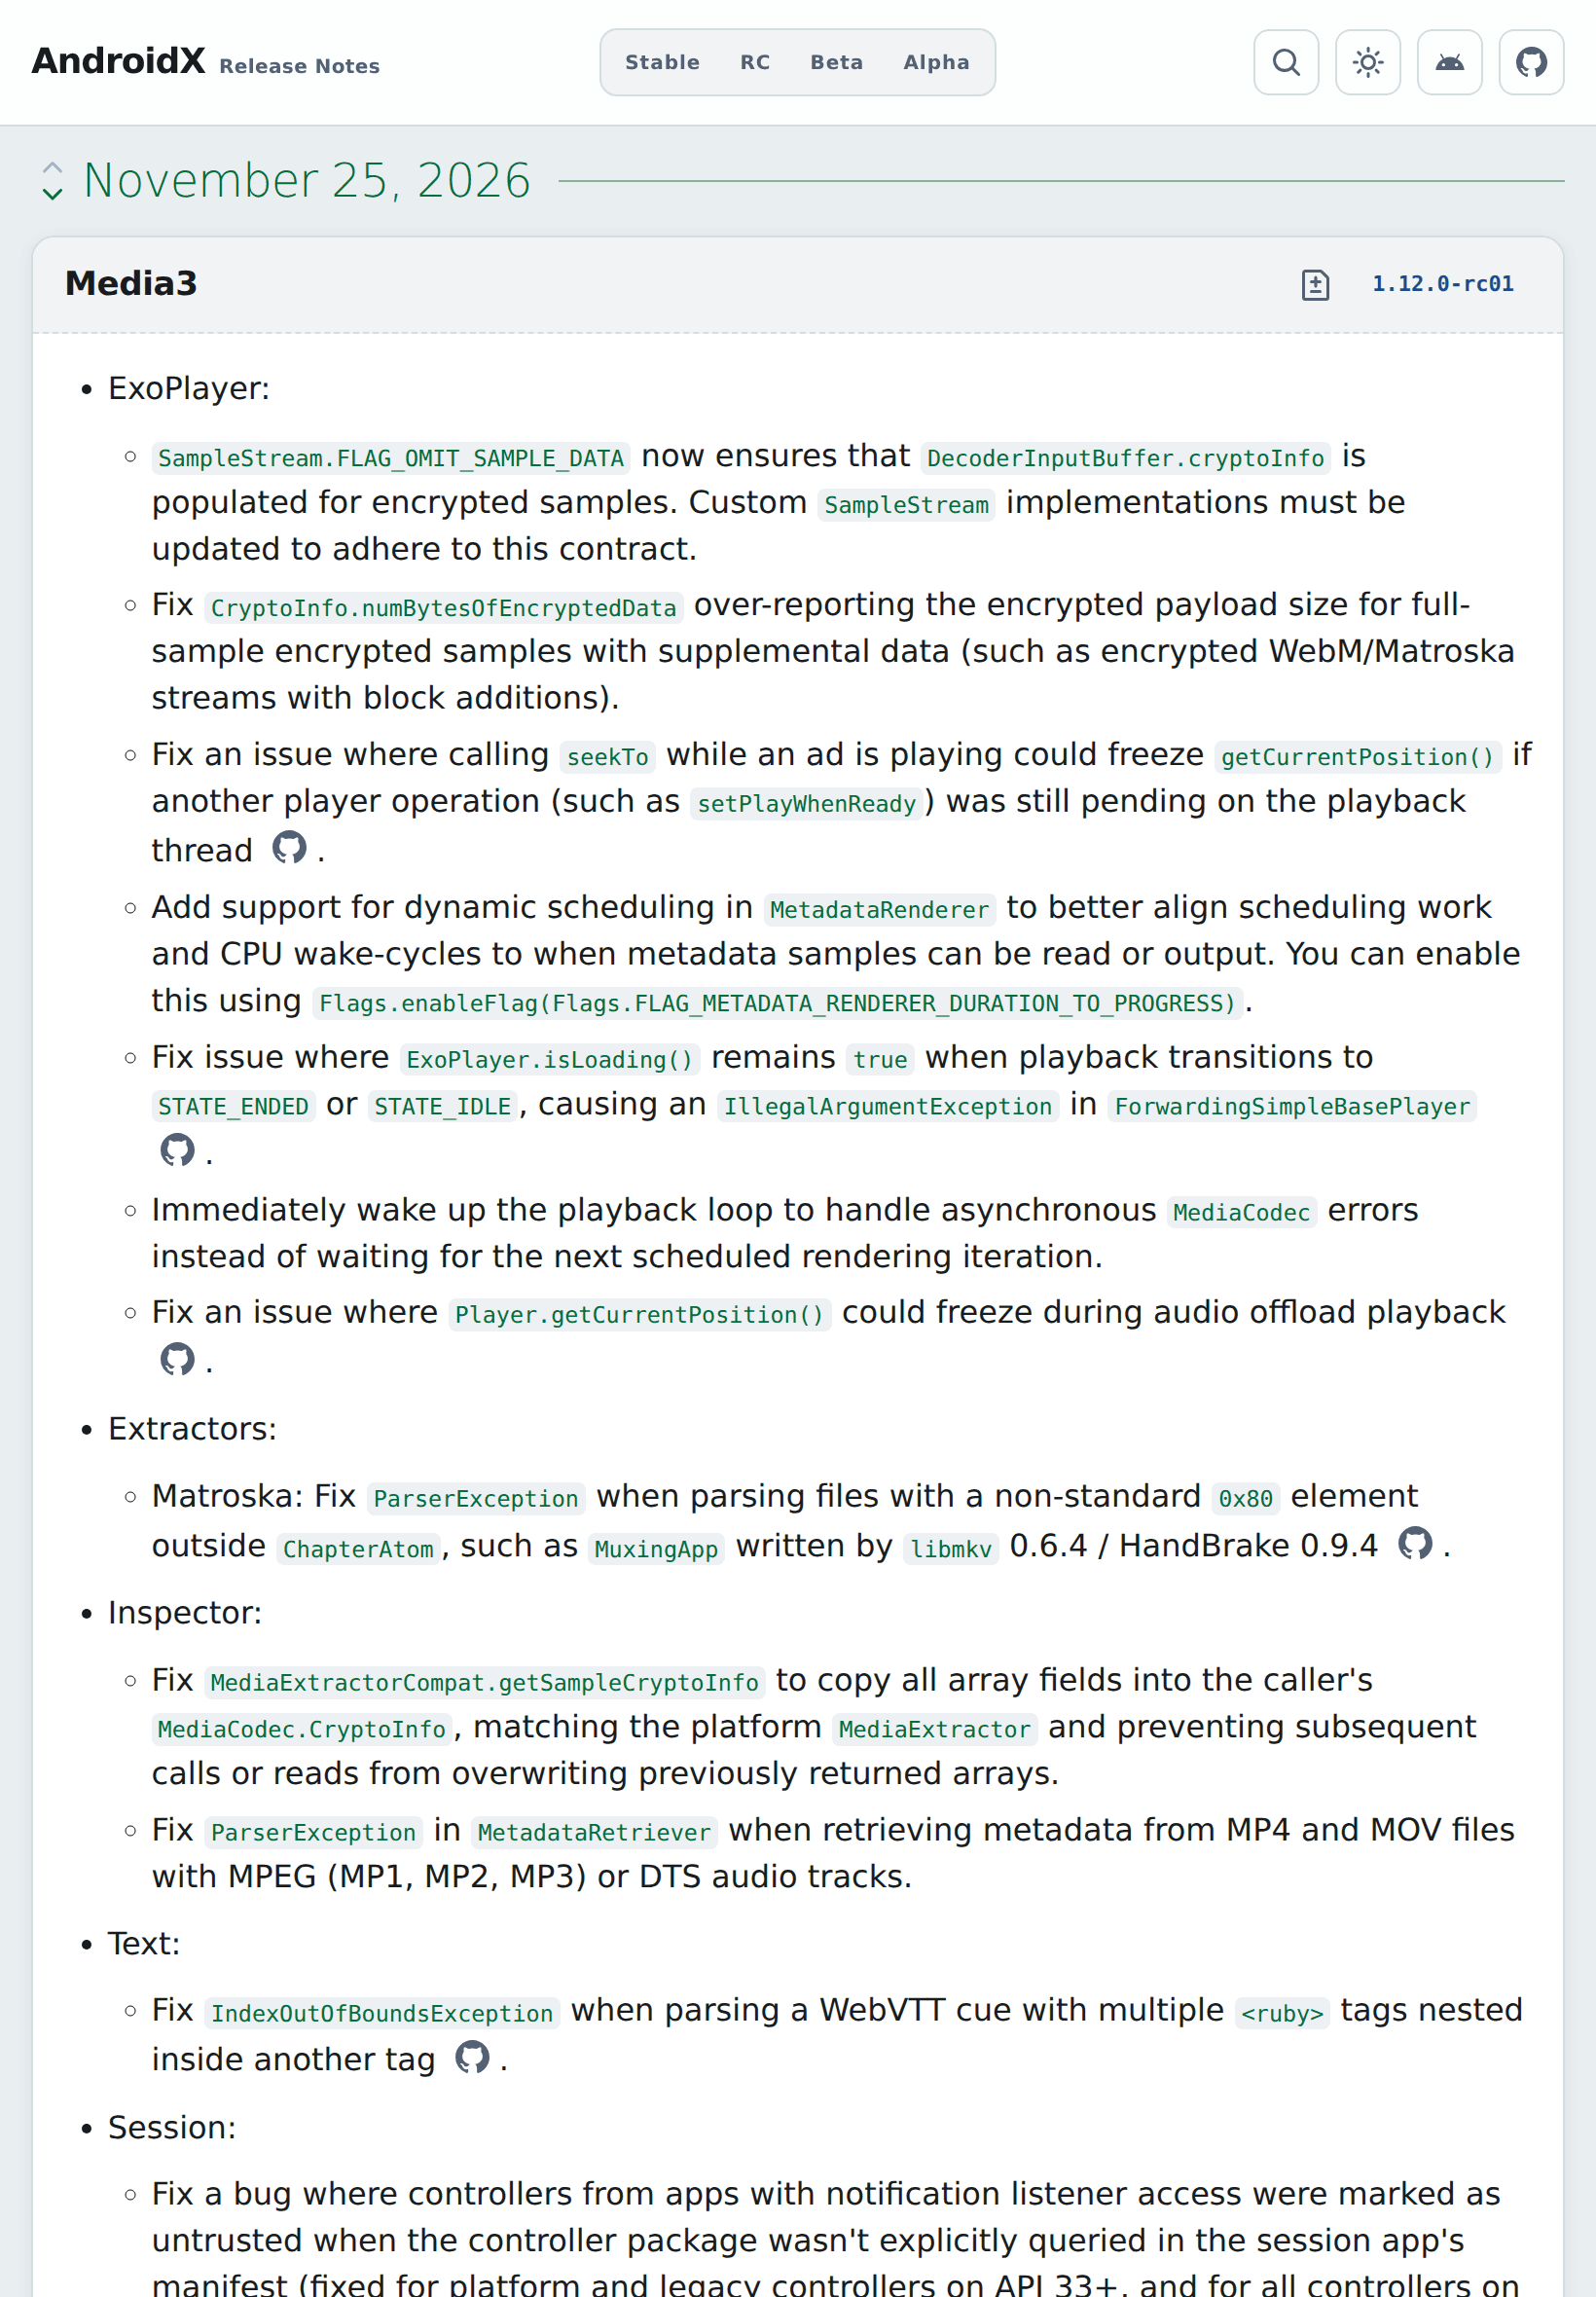 AndroidX Release Notes
Stable RC Beta Alpha
November 25, 2026
Media3
1.12.0-rc01
ExoPlayer:
SampleStream.FLAG_OMIT_SAMPLE_DATA now ensures that DecoderInputBuffer.cryptoInfo is
populated for encrypted samples. Custom SampleStream implementations must be
updated to adhere to this contract.
Fix CryptoInfo.numBytesOfEncryptedData over-reporting the encrypted payload size for full-
sample encrypted samples with supplemental data (such as encrypted WebM/Matroska
streams with block additions).
Fix an issue where calling seekTo while an ad is playing could freeze getCurrentPosition() if
another player operation (such as setPlayWhenReady) was still pending on the playback
thread .
Add support for dynamic scheduling in MetadataRenderer to better align scheduling work
and CPU wake-cycles to when metadata samples can be read or output. You can enable
this using Flags.enableFlag(Flags.FLAG_METADATA_RENDERER_DURATION_TO_PROGRESS).
Fix issue where ExoPlayer.isLoading() remains true when playback transitions to
STATE_ENDED or STATE_IDLE, causing an IllegalArgumentException in ForwardingSimpleBasePlayer
.
Immediately wake up the playback loop to handle asynchronous MediaCodec errors
instead of waiting for the next scheduled rendering iteration.
Fix an issue where Player.getCurrentPosition() could freeze during audio offload playback
.
Extractors:
Matroska: Fix ParserException when parsing files with a non-standard 0x80 element
outside ChapterAtom, such as MuxingApp written by libmkv 0.6.4 / HandBrake 0.9.4 .
Inspector:
Fix MediaExtractorCompat.getSampleCryptoInfo to copy all array fields into the caller's
MediaCodec.CryptoInfo, matching the platform MediaExtractor and preventing subsequent
calls or reads from overwriting previously returned arrays.
Fix ParserException in MetadataRetriever when retrieving metadata from MP4 and MOV files
with MPEG (MP1, MP2, MP3) or DTS audio tracks.
Text:
Fix IndexOutOfBoundsException when parsing a WebVTT cue with multiple <ruby> tags nested
inside another tag .
Session:
Fix a bug where controllers from apps with notification listener access were marked as
untrusted when the controller package wasn't explicitly queried in the session app's
manifest (fixed for platform and legacy controllers on API 33+, and for all controllers on